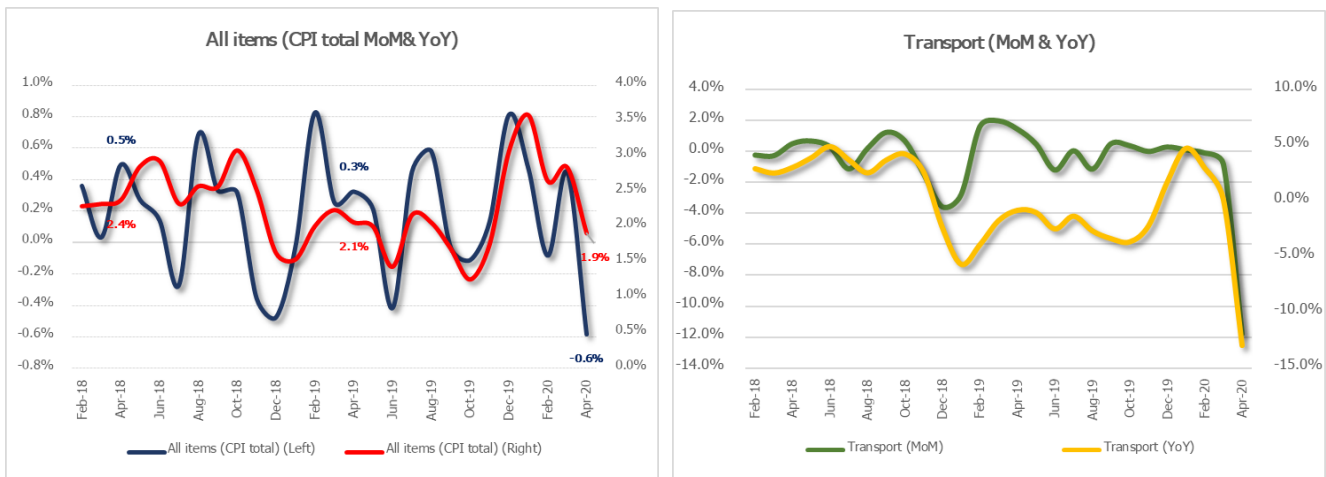 All items (CPI total MoM& YoY)
1.0%
0.8%
0.6%
0.4%
0.2%
0.0%
-0.2%
-0.4%
-0.6%
-0.8%
4.0%
3.5%
3.0%
2.5%
2.0%
1.5%
1.0%
0.5%
0.0%
0.5%
2.4%
0.3%
2.1%
1.9%
-0.6%
Feb-18
Apr-18
Jun-18
Aug-18
Oct-18
Dec-18
Feb-19
Apr-19
Jun-19
Aug-19
Oct-19
Dec-19
Feb-20
Apr-20
All items (CPI total) (Left)
All items (CPI total) (Right)
Transport (MoM & YoY)
4.0%
2.0%
0.0%
-2.0%
-4.0%
-6.0%
-8.0%
-10.0%
-12.0%
-14.0%
10.0%
5.0%
0.0%
-5.0%
-10.0%
-15.0%
Feb-18
Apr-18
Jun-18
Aug-18
Oct-18
Dec-18
Feb-19
Apr-19
Jun-19
Aug-19
Oct-19
Dec-19
Feb-20
Apr-20
Transport (MoM)
Transport (YoY)